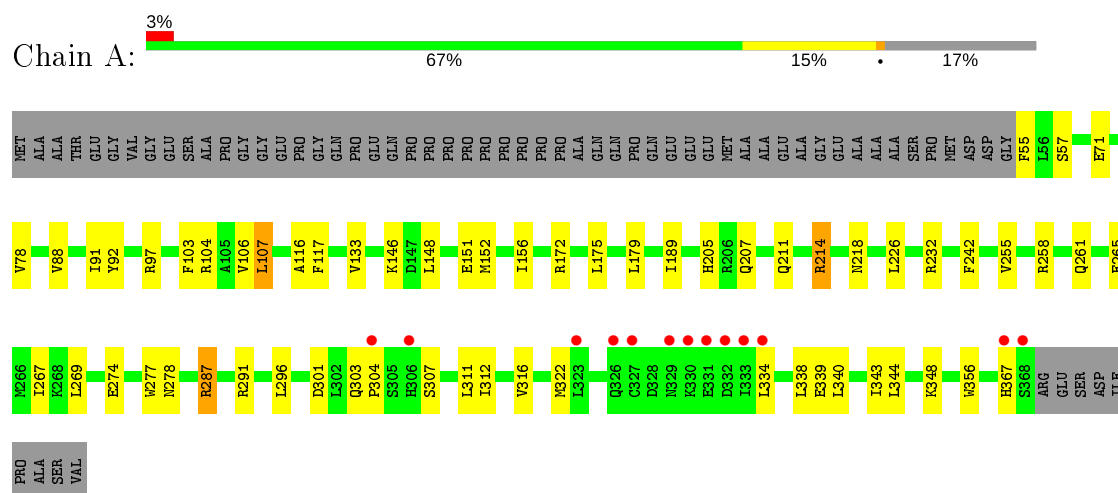 3%
Chain A:
67% 15% • 17%
MET ALA ALA THR GLU GLY VAL GLY GLU SER ALA PRO GLY GLY GLU PRO GLY GLN PRO GLU GLN PRO PRO PRO PRO PRO PRO PRO PRO PRO ALA GLN GLN PRO GLN GLU GLU GLU MET ALA ALA GLU ALA GLY GLU ALA ALA ALA SER PRO MET ASP ASP GLY F55 L56 S57 E71
V78 V88 I91 Y92 R97 F103 R104 A105 V106 L107 A116 F117 V133 K146 D147 L148 E151 M152 I156 R172 L175 L179 I189 H205 R206 Q207 Q211 R214 N218 L226 R232 F242 V255 R258 Q261
M266 I267 K268 L269 E274 W277 N278 R287 R291 L296 D301 L302 Q303 P304 S305 H306 S307 L311 I312 V316 M322 L323 Q326 C327 D328 N329 K330 E331 D332 I333 L334 L338 E339 L340 I343 L344 K348 W356 H367 S368 ARG GLU SER ASP ILE
PRO ALA SER VAL